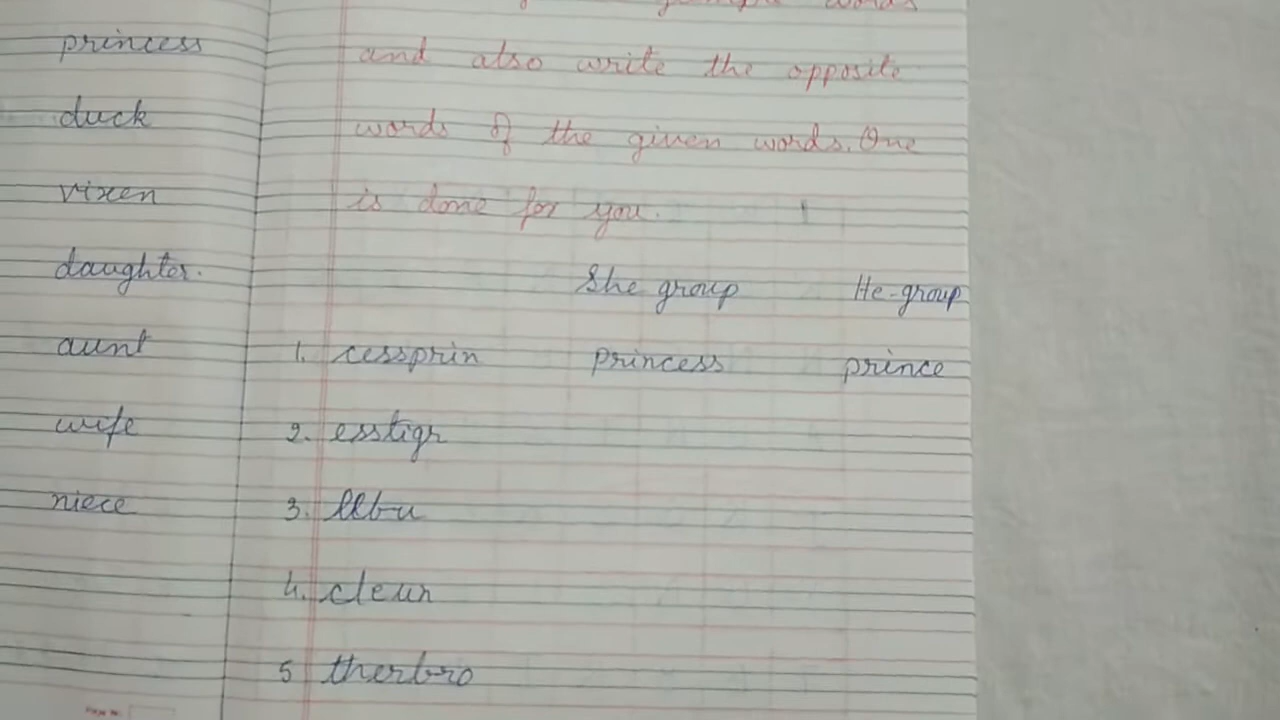 princess
duck
vixen
daughter.
aunt
wife
niece
words
and also write the opposite
words of the given words. One
is done for you.
She group He-group
1. cessprin princess prince
2. esstigr
3. llbu
4. cleun
5 therbro